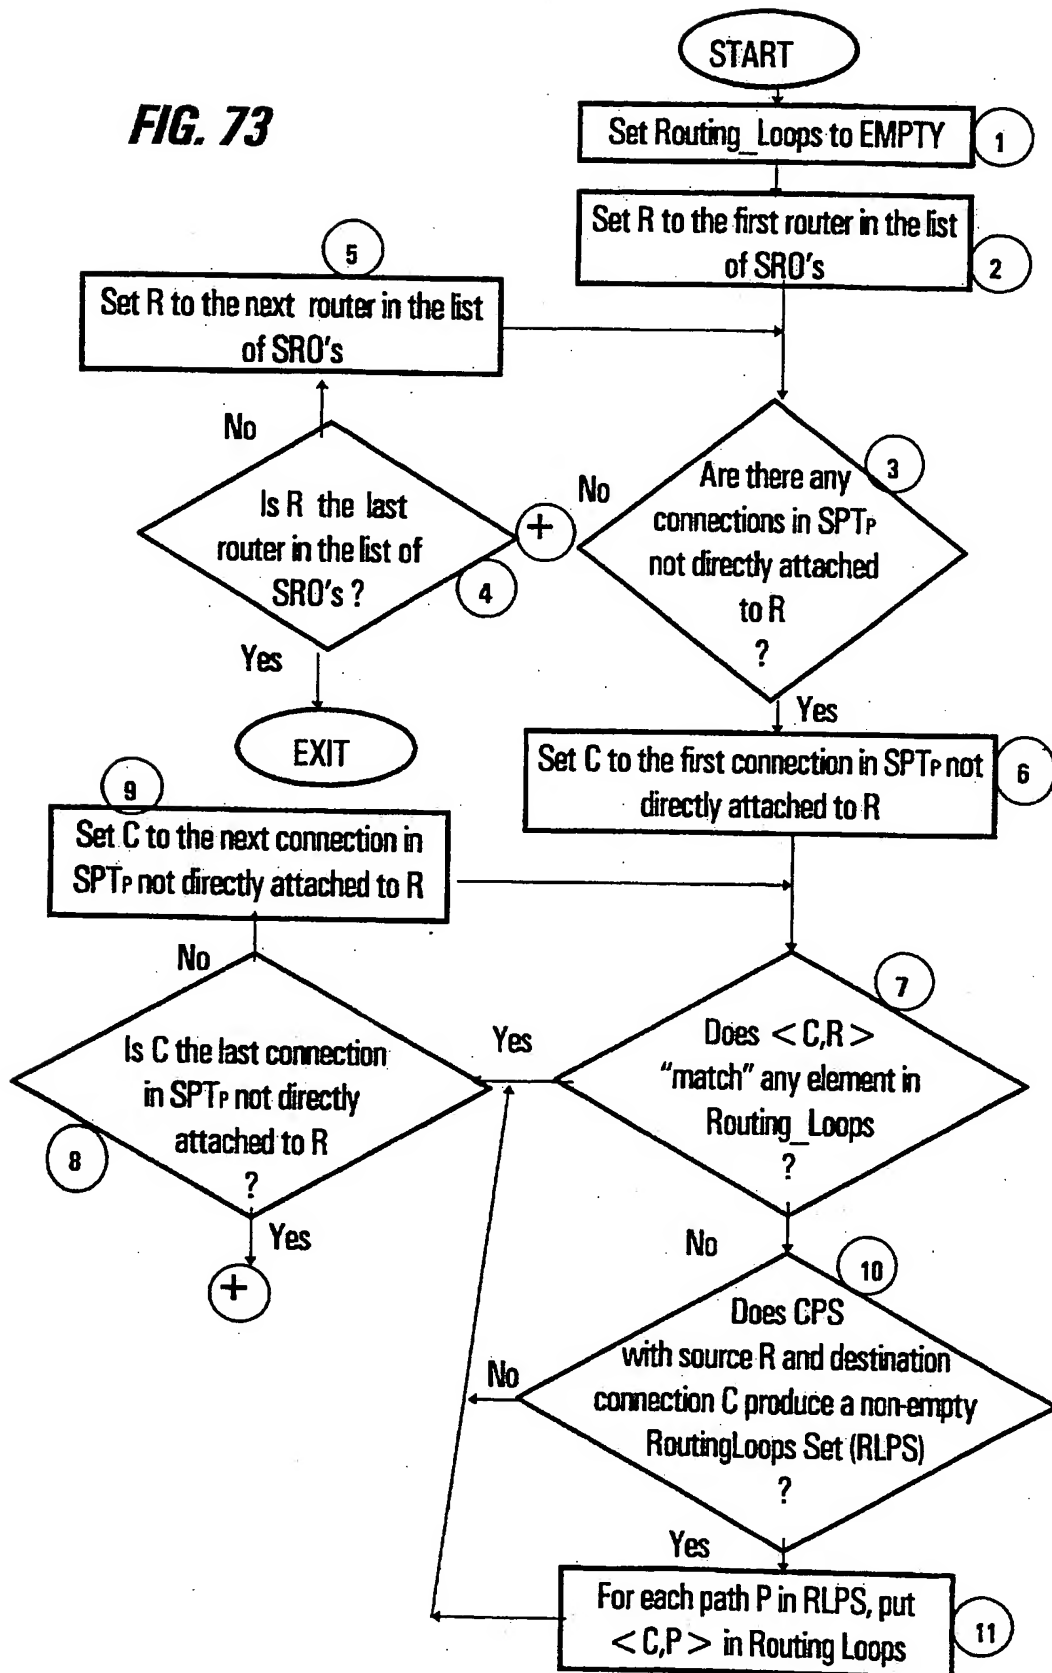 START
FIG. 73
Set Routing_Loops to EMPTY
1
Set R to the first router in the list
of SRO's
2
5
Set R to the next router in the list
of SRO's
No
Is R the last
router in the list of
SRO's ?
4
+
Yes
EXIT
No
3
Are there any
connections in SPTP
not directly attached
to R
?
Yes
Set C to the first connection in SPTP not
directly attached to R
6
9
Set C to the next connection in
SPTP not directly attached to R
No
Is C the last connection
in SPTP not directly
attached to R
?
8
Yes
+
Yes
7
Does <C,R>
"match" any element in
Routing_Loops
?
No
10
Does CPS
with source R and destination
connection C produce a non-empty
RoutingLoops Set (RLPS)
?
No
Yes
For each path P in RLPS, put
<C,P> in Routing Loops
11